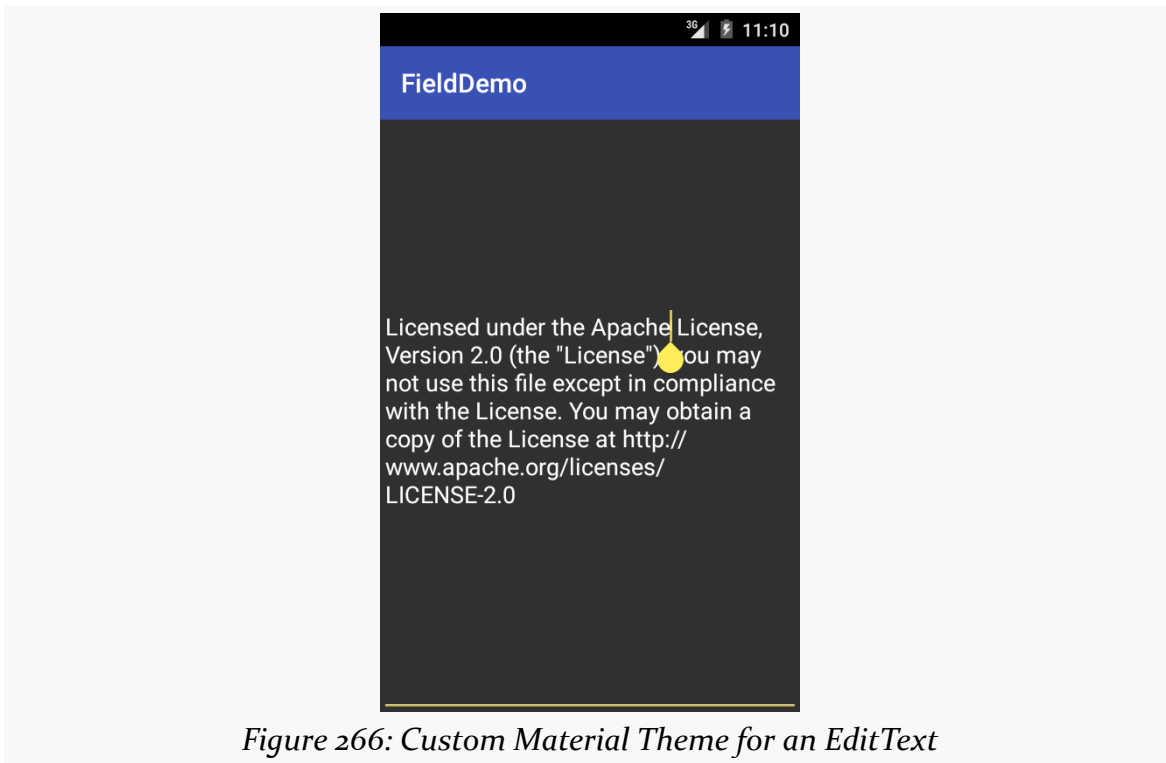 3G 11:10
FieldDemo
Licensed under the Apache License,
Version 2.0 (the "License") you may
not use this file except in compliance
with the License. You may obtain a
copy of the License at http://
www.apache.org/licenses/
LICENSE-2.0
Figure 266: Custom Material Theme for an EditText